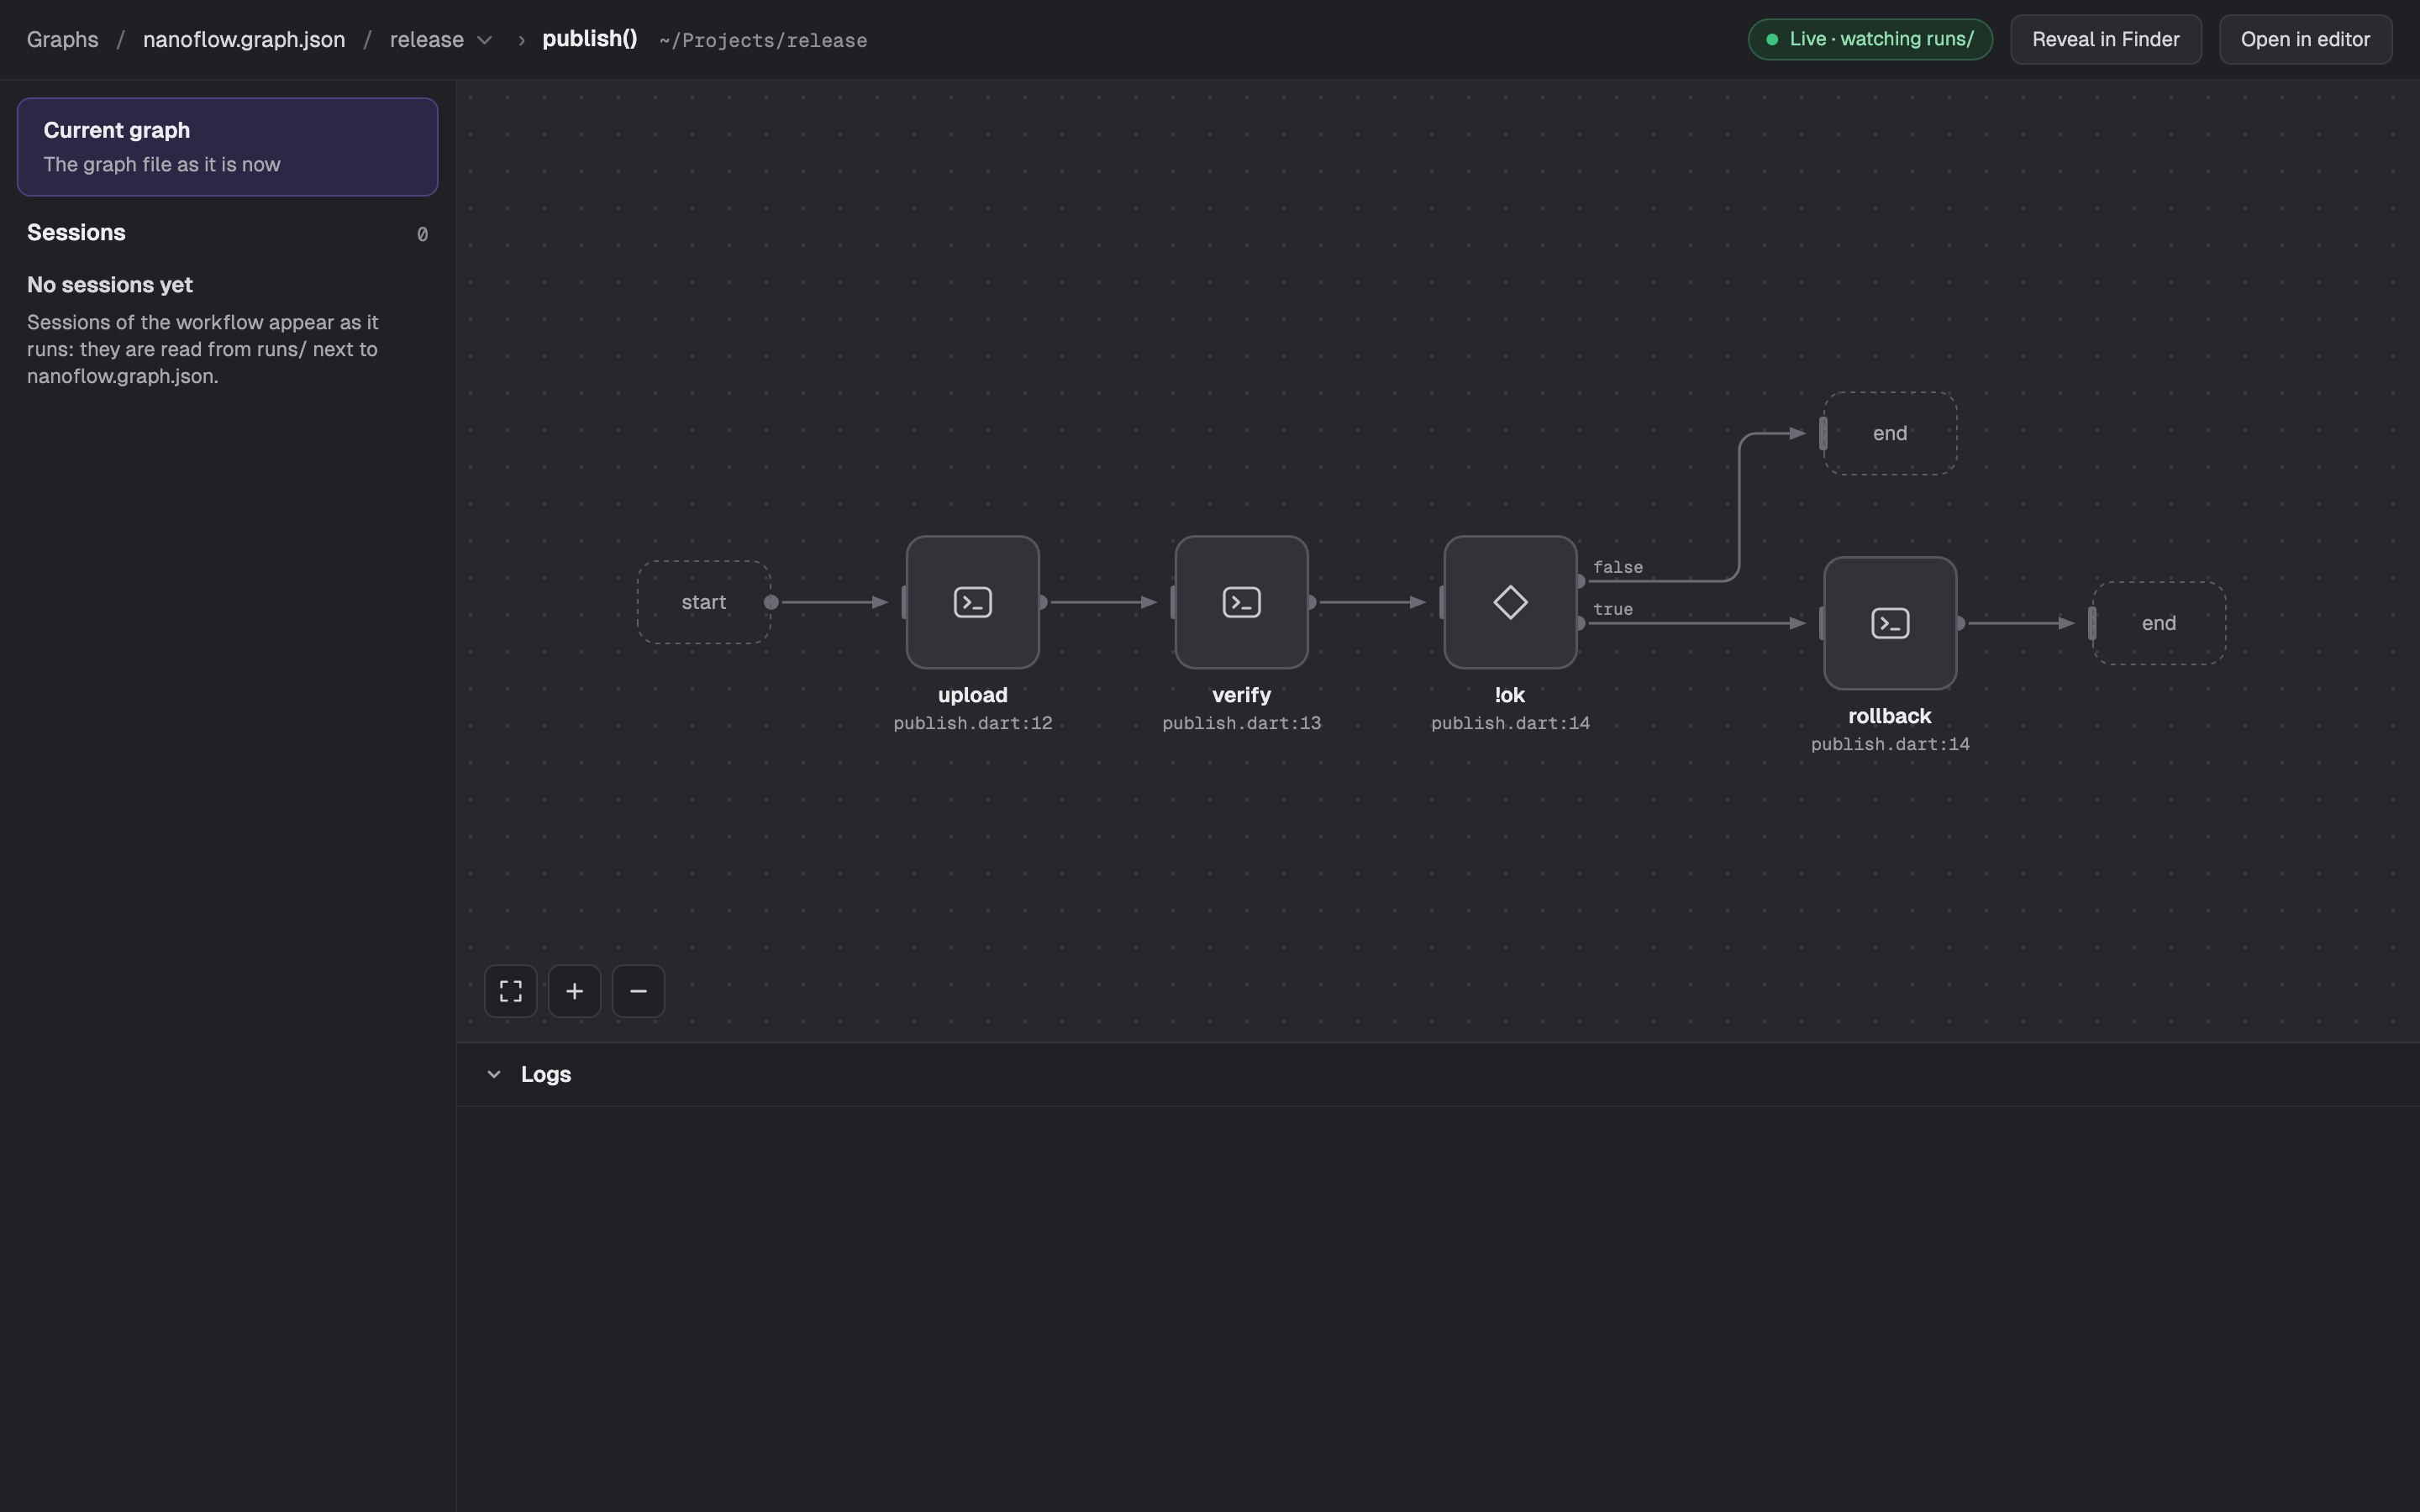 Graphs / nanoflow.graph.json / release › publish() ~/Projects/release
Live · watching runs/
Reveal in Finder
Open in editor
Current graph
The graph file as it is now
Sessions 0
No sessions yet
Sessions of the workflow appear as it
runs: they are read from runs/ next to
nanoflow.graph.json.
end
start
false
true
end
upload
publish.dart:12
verify
publish.dart:13
!ok
publish.dart:14
rollback
publish.dart:14
Logs